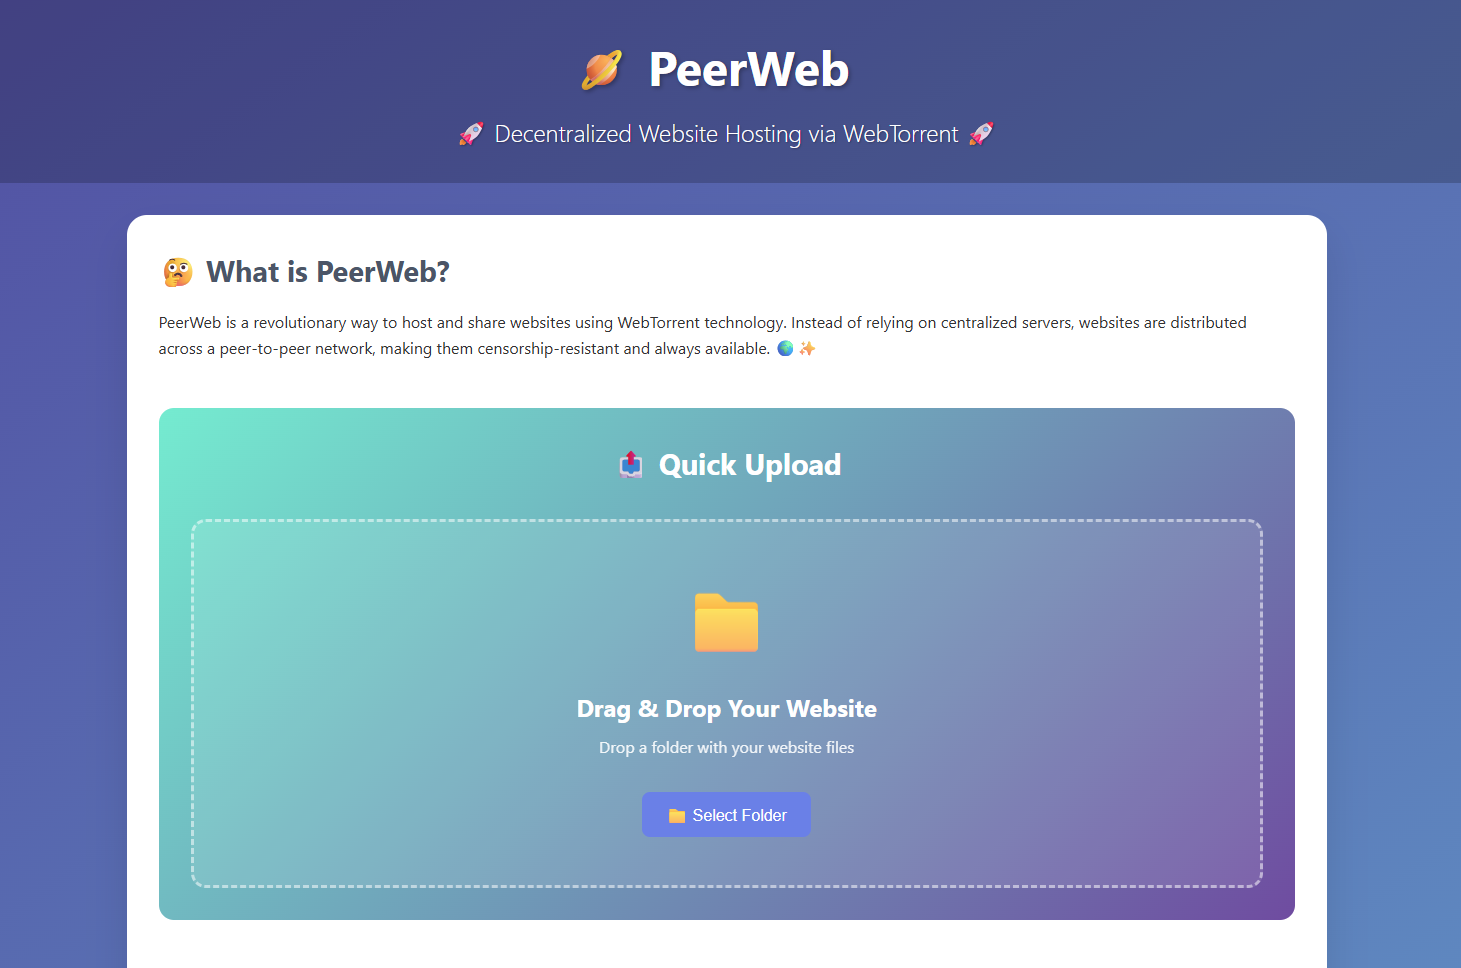 🪐 PeerWeb
🚀 Decentralized Website Hosting via WebTorrent 🚀
🤔 What is PeerWeb?
PeerWeb is a revolutionary way to host and share websites using WebTorrent technology. Instead of relying on centralized servers, websites are distributed
across a peer-to-peer network, making them censorship-resistant and always available. 🌍 ✨
📤 Quick Upload
Drag & Drop Your Website
Drop a folder with your website files
📁 Select Folder